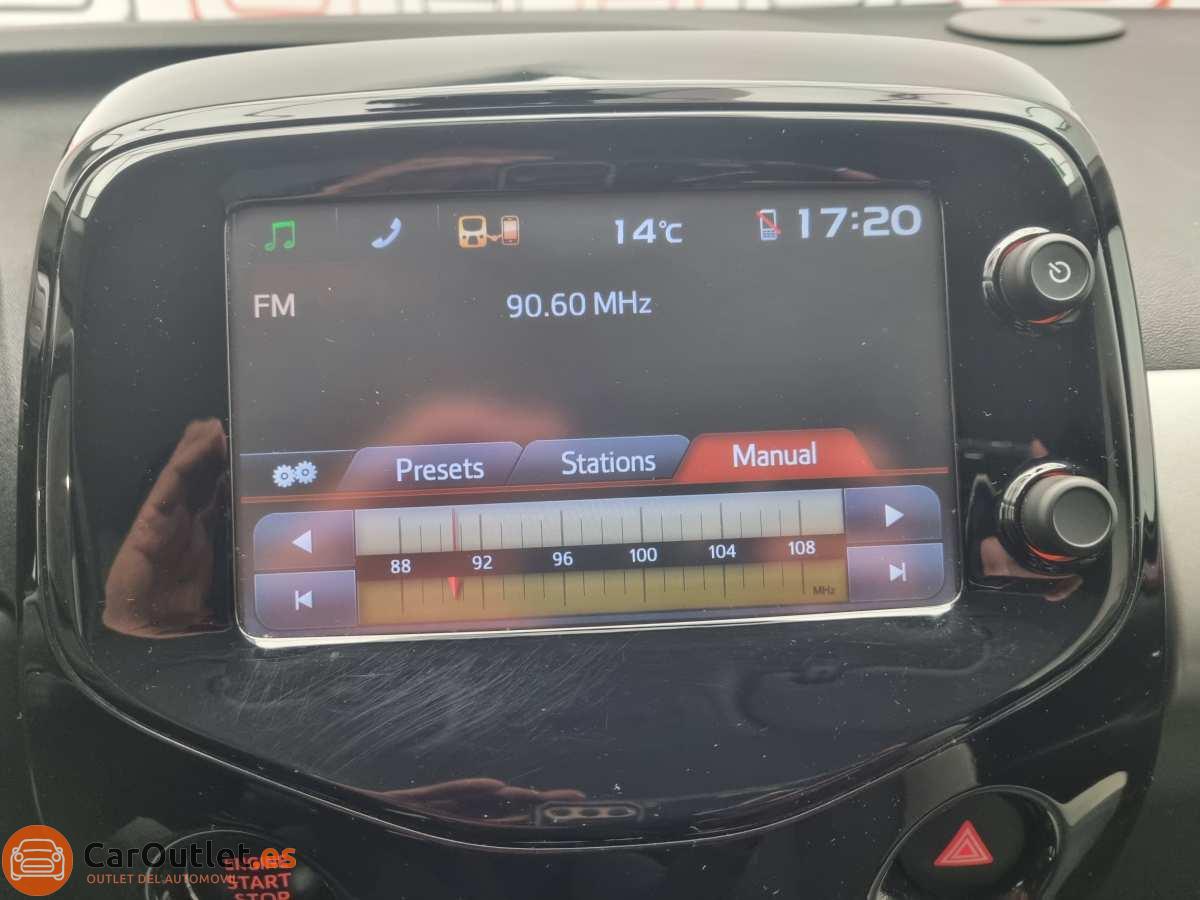 14°C 17:20
FM 90.60 MHz
Presets Stations Manual
88 92 96 100 104 108
MHz
CarOutlet.es
OUTLET DEL AUTOMOVIL
ENGINE
START
STOP